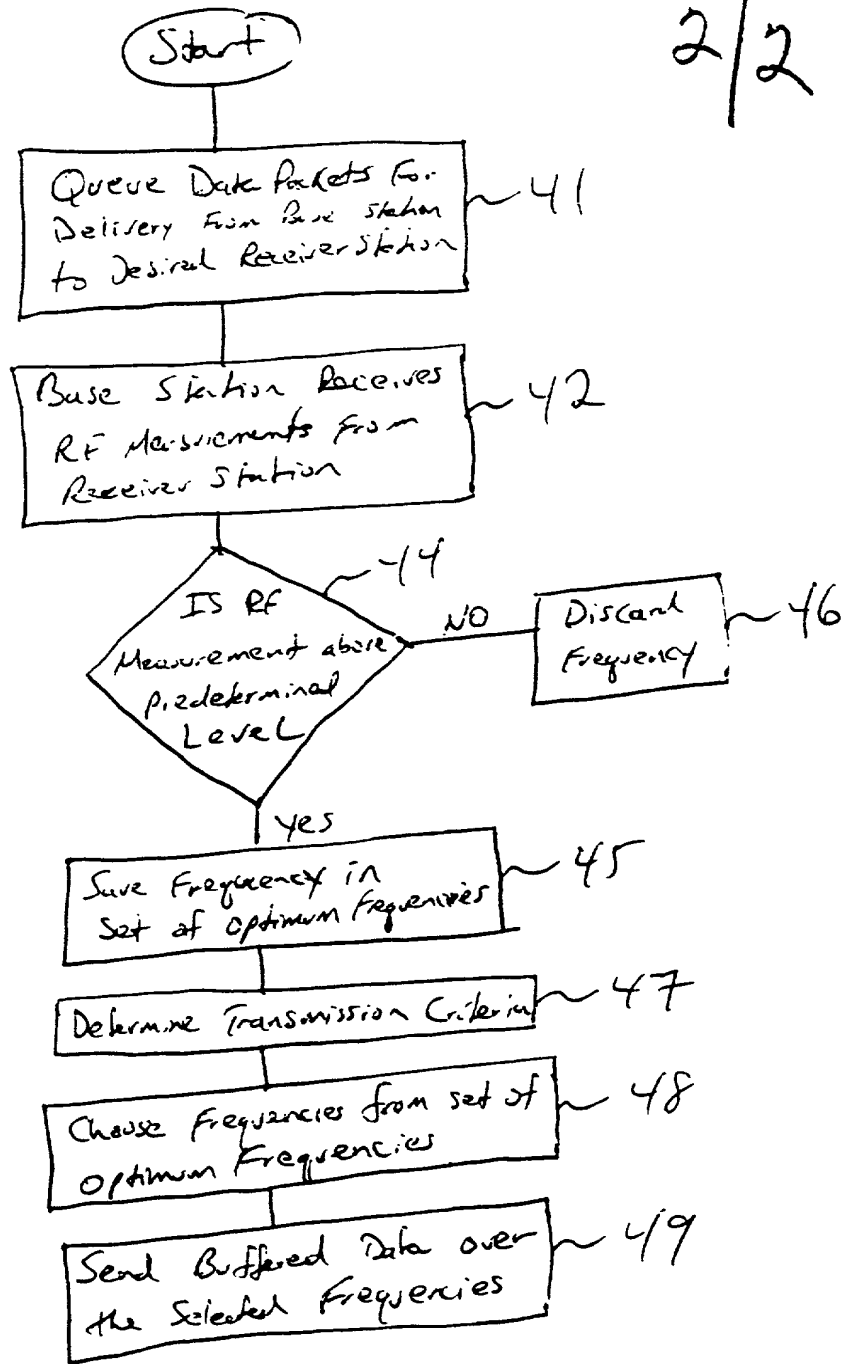 Start
2/2
Queue Data Packets For
Delivery From Base Station
to Desired Receiver Station
41
Base Station Receives
RF Measurements From
Receiver Station
42
44
IS RF
Measurement above
Predetermined
Level
NO
Discard
Frequency
46
yes
Save Frequency in
Set of optimum Frequencies
45
Determine Transmission Criteria
47
Choose Frequencies from set of
Optimum Frequencies
48
Send Buffered Data over
the Selected Frequencies
49